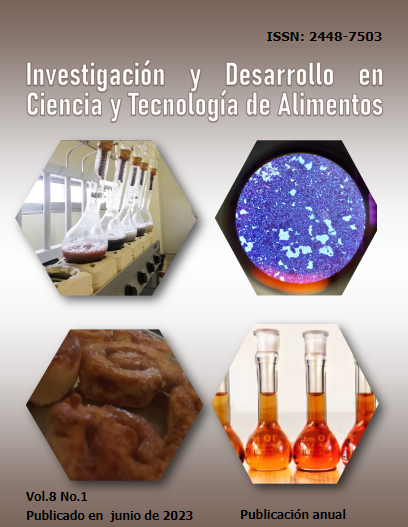 ISSN: 2448-7503
Investigación y Desarrollo en
Ciencia y Tecnología de Alimentos
Vol.8 No.1
Publicado en junio de 2023
Publicación anual